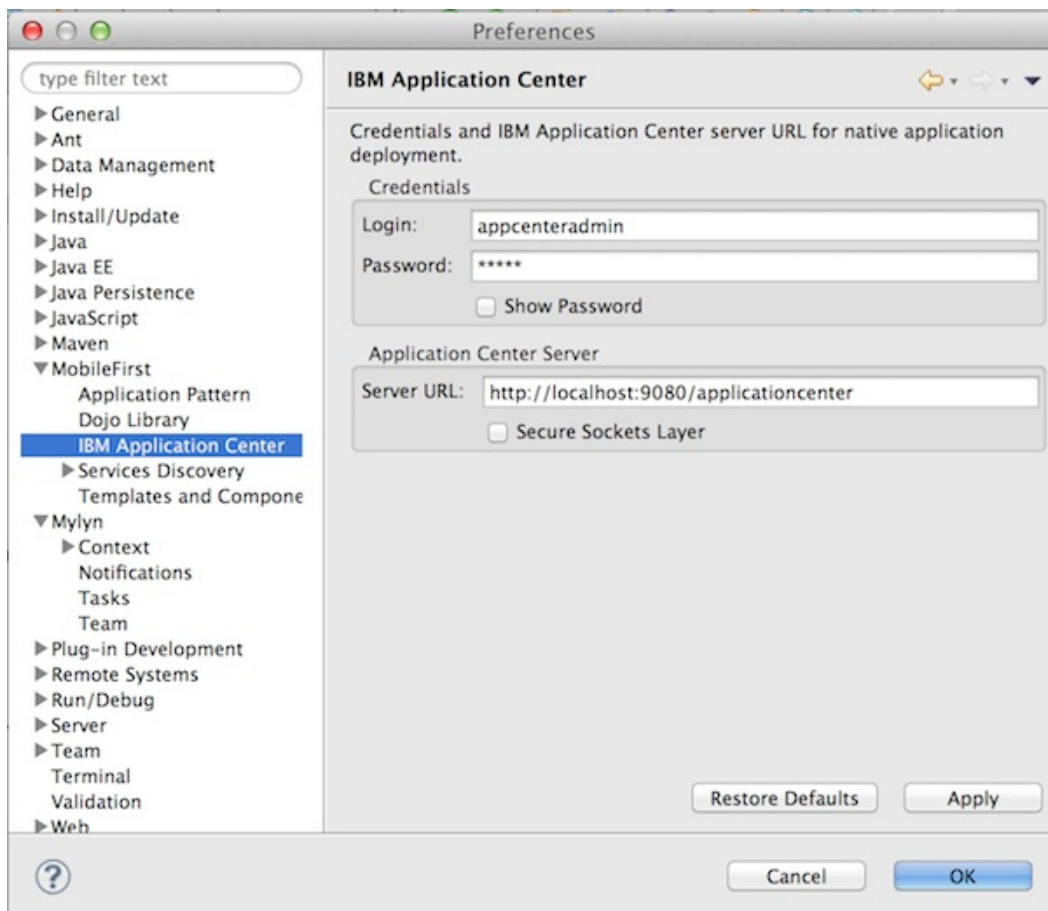 Preferences
type filter text
General
Ant
Data Management
Help
Install/Update
Java
Java EE
Java Persistence
JavaScript
Maven
MobileFirst
Application Pattern
Dojo Library
IBM Application Center
Services Discovery
Templates and Compone
Mylyn
Context
Notifications
Tasks
Team
Plug-in Development
Remote Systems
Run/Debug
Server
Team
Terminal
Validation
Web
IBM Application Center
Credentials and IBM Application Center server URL for native application
deployment.
Credentials
Login: appcenteradmin
Password: *****
Show Password
Application Center Server
Server URL: http://localhost:9080/applicationcenter
Secure Sockets Layer
Restore Defaults Apply
? Cancel OK